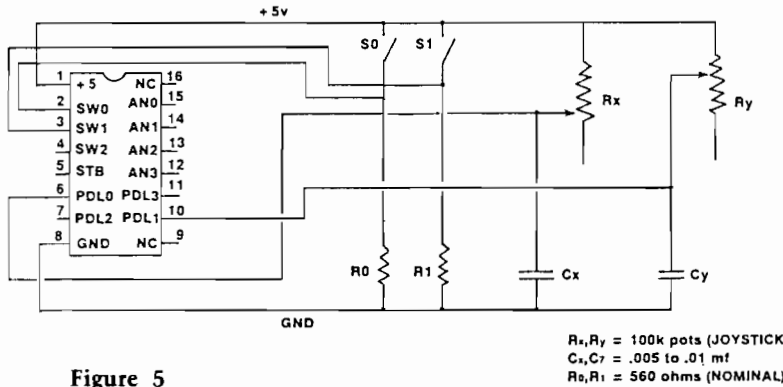 +5v
S0 S1
1 +5 NC 16
2 SW0 AN0 15
3 SW1 AN1 14
4 SW2 AN2 13
5 STB AN3 12
6 PDL0 PDL3 11
7 PDL2 PDL1 10
8 GND NC 9
Rx
Ry
R0 R1 Cx Cy
GND
Rx,Ry = 100k pots (JOYSTICK
Cx,C7 = .005 to .01 mf
R0,R1 = 560 ohms (NOMINAL)
Figure 5